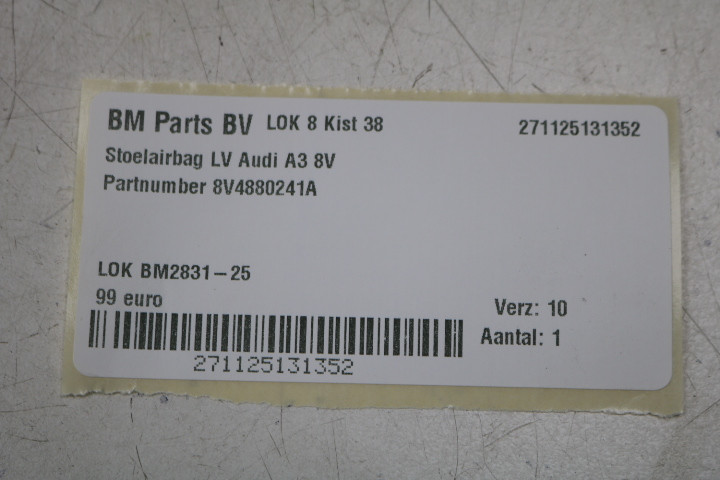 BM Parts BV LOK 8 Kist 38 271125131352
Stoelairbag LV Audi A3 8V
Partnumber 8V4880241A
LOK BM2831-25
99 euro
Verz: 10
Aantal: 1
271125131352